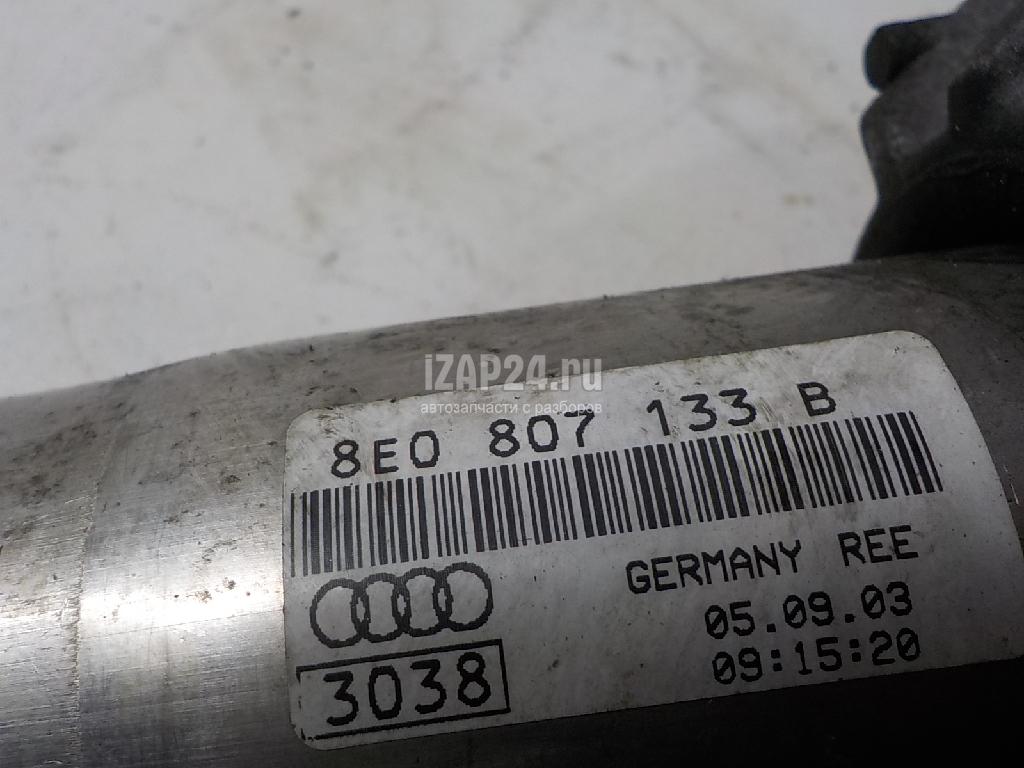 iZAP24.ru
автозапчасти с разборов
8E0 807 133 B
GERMANY REE
05.09.03
09:15:20
3038